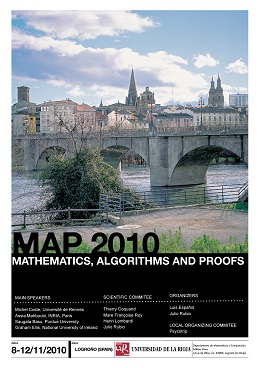 MAP 2010
MATHEMATICS, ALGORITHMS AND PROOFS
MAIN SPEAKERS
Michel Coste, Université de Rennes
Assia Mahboubi, INRIA, Paris
Saugata Basu, Purdue University
Graham Ellis, National University of Ireland
SCIENTIFIC COMMITEE
Thierry Coquand
Marie Françoise Roy
Henri Lombardi
Julio Rubio
ORGANIZERS
Luis Español
Julio Rubio
LOCAL ORGANIZING COMMITEE
Psycotrip
8-12/11/2010
LOGROÑO (SPAIN)
UNIVERSIDAD DE LA RIOJA
Departamento de Matemáticas y Computación